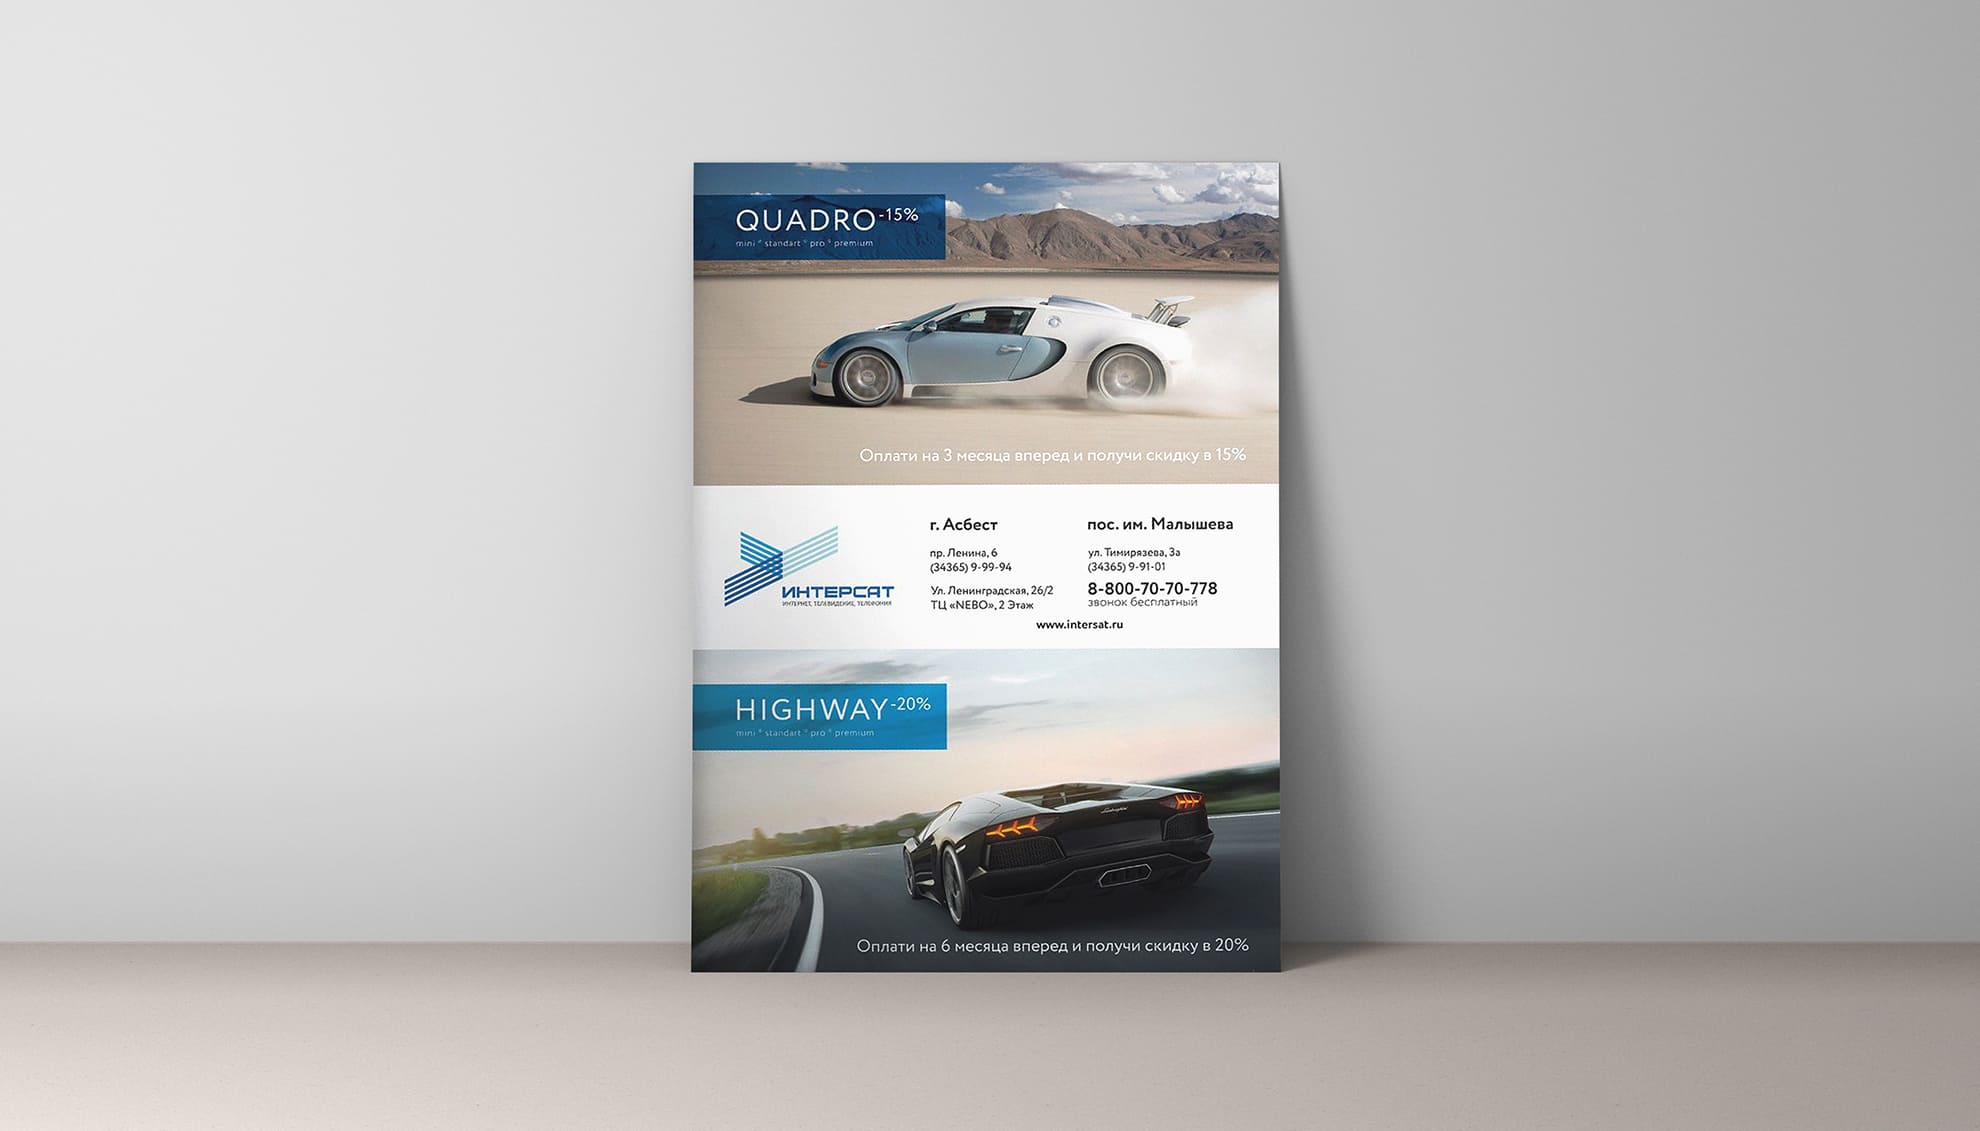 QUADRO -15%
mini * standart * pro * premium
Оплати на 3 месяца вперед и получи скидку в 15%
ИНТЕРСАТ
ИНТЕРНЕТ, ТЕЛЕВИДЕНИЕ, ТЕЛЕФОНИЯ
г. Асбест
пр. Ленина, 6
(34365) 9-99-94
Ул. Ленинградская, 26/2
ТЦ «NEBO», 2 Этаж
пос. им. Малышева
ул. Тимирязева, 3а
(34365) 9-91-01
8-800-70-70-778
звонок бесплатный
www.intersat.ru
HIGHWAY -20%
mini * standart * pro * premium
Lamborghini
Оплати на 6 месяца вперед и получи скидку в 20%